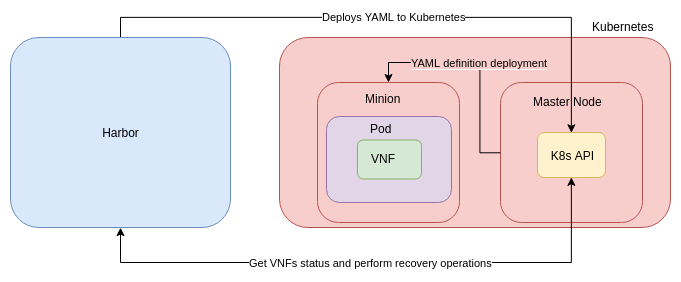 Deploys YAML to Kubernetes
Kubernetes
YAML definition deployment
Minion
Master Node
Pod
Harbor
VNF
K8s API
Get VNFs status and perform recovery operations